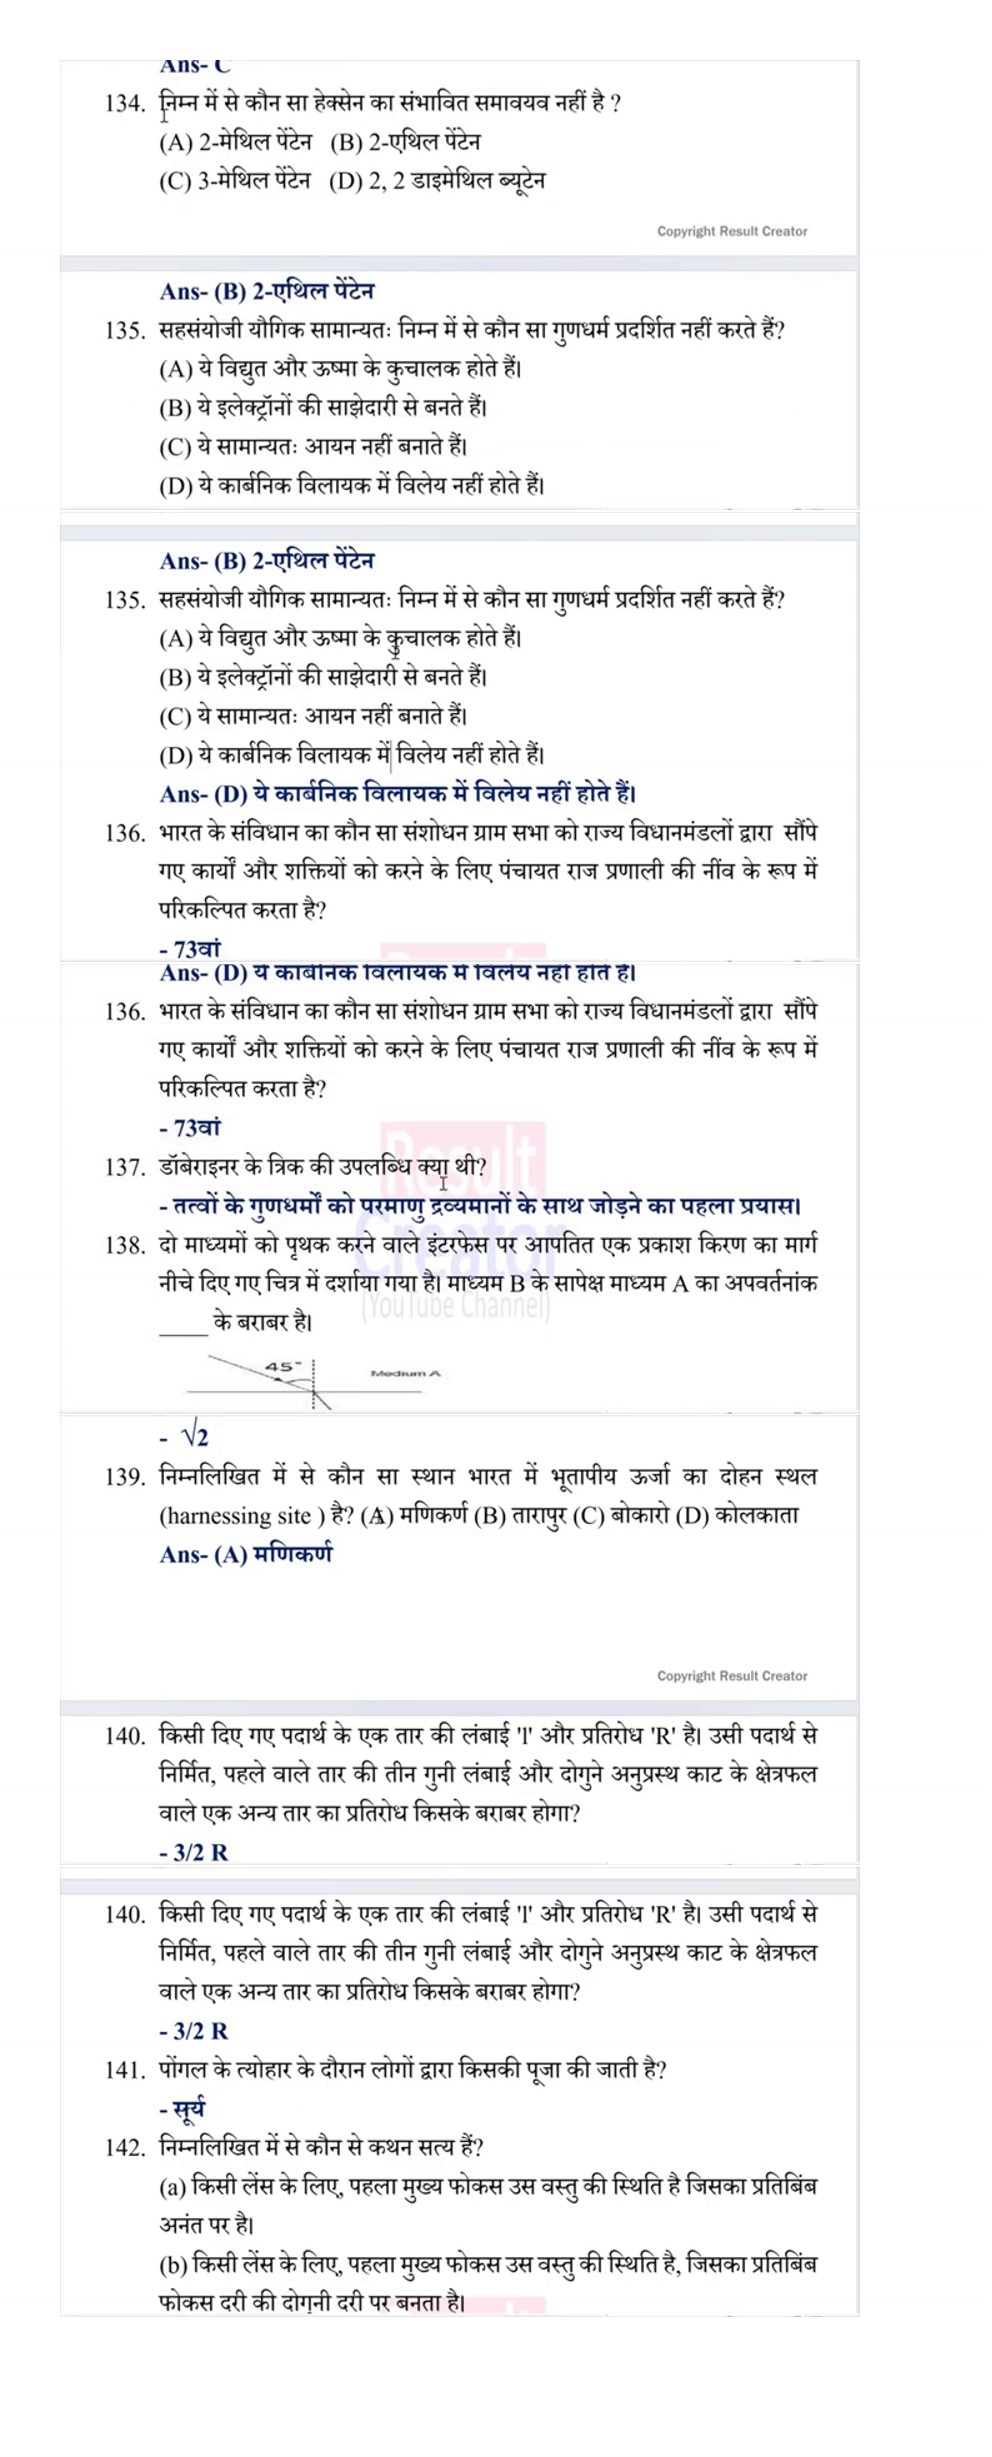 Ans- C
134. निम्न में से कौन सा हेक्सेन का संभावित समावयव नहीं है ?
(A) 2-मेथिल पेंटेन (B) 2-एथिल पेंटेन
(C) 3-मेथिल पेंटेन (D) 2, 2 डाइमेथिल ब्यूटेन
Copyright Result Creator
Ans- (B) 2-एथिल पेंटेन
135. सहसंयोजी यौगिक सामान्यतः निम्न में से कौन सा गुणधर्म प्रदर्शित नहीं करते हैं?
(A) ये विद्युत और ऊष्मा के कुचालक होते हैं।
(B) ये इलेक्ट्रॉनों की साझेदारी से बनते हैं।
(C) ये सामान्यतः आयन नहीं बनाते हैं।
(D) ये कार्बनिक विलायक में विलेय नहीं होते हैं।
Ans- (B) 2-एथिल पेंटेन
135. सहसंयोजी यौगिक सामान्यतः निम्न में से कौन सा गुणधर्म प्रदर्शित नहीं करते हैं?
(A) ये विद्युत और ऊष्मा के कुचालक होते हैं।
(B) ये इलेक्ट्रॉनों की साझेदारी से बनते हैं।
(C) ये सामान्यतः आयन नहीं बनाते हैं।
(D) ये कार्बनिक विलायक में विलेय नहीं होते हैं।
Ans- (D) ये कार्बनिक विलायक में विलेय नहीं होते हैं।
136. भारत के संविधान का कौन सा संशोधन ग्राम सभा को राज्य विधानमंडलों द्वारा सौंपे
गए कार्यों और शक्तियों को करने के लिए पंचायत राज प्रणाली की नींव के रूप में
परिकल्पित करता है?
- 73वां
Ans- (D) ये कार्बनिक विलायक में विलेय नहीं होते हैं।
136. भारत के संविधान का कौन सा संशोधन ग्राम सभा को राज्य विधानमंडलों द्वारा सौंपे
गए कार्यों और शक्तियों को करने के लिए पंचायत राज प्रणाली की नींव के रूप में
परिकल्पित करता है?
- 73वां
Result
137. डॉबेराइनर के त्रिक की उपलब्धि क्या थी?
- तत्वों के गुणधर्मों को परमाणु द्रव्यमानों के साथ जोड़ने का पहला प्रयास।
Creator
138. दो माध्यमों को पृथक करने वाले इंटरफेस पर आपतित एक प्रकाश किरण का मार्ग
नीचे दिए गए चित्र में दर्शाया गया है। माध्यम B के सापेक्ष माध्यम A का अपवर्तनांक
(YouTube Channel)
_____ के बराबर है।
45°
Medium A
- √2
139. निम्नलिखित में से कौन सा स्थान भारत में भूतापीय ऊर्जा का दोहन स्थल
(harnessing site ) है? (A) मणिकर्ण (B) तारापुर (C) बोकारो (D) कोलकाता
Ans- (A) मणिकर्ण
Copyright Result Creator
140. किसी दिए गए पदार्थ के एक तार की लंबाई 'l' और प्रतिरोध 'R' है। उसी पदार्थ से
निर्मित, पहले वाले तार की तीन गुनी लंबाई और दोगुने अनुप्रस्थ काट के क्षेत्रफल
वाले एक अन्य तार का प्रतिरोध किसके बराबर होगा?
- 3/2 R
140. किसी दिए गए पदार्थ के एक तार की लंबाई 'l' और प्रतिरोध 'R' है। उसी पदार्थ से
निर्मित, पहले वाले तार की तीन गुनी लंबाई और दोगुने अनुप्रस्थ काट के क्षेत्रफल
वाले एक अन्य तार का प्रतिरोध किसके बराबर होगा?
- 3/2 R
141. पोंगल के त्योहार के दौरान लोगों द्वारा किसकी पूजा की जाती है?
- सूर्य
142. निम्नलिखित में से कौन से कथन सत्य हैं?
(a) किसी लेंस के लिए, पहला मुख्य फोकस उस वस्तु की स्थिति है जिसका प्रतिबिंब
अनंत पर है।
(b) किसी लेंस के लिए, पहला मुख्य फोकस उस वस्तु की स्थिति है, जिसका प्रतिबिंब
फोकस दूरी की दोगुनी दूरी पर बनता है।